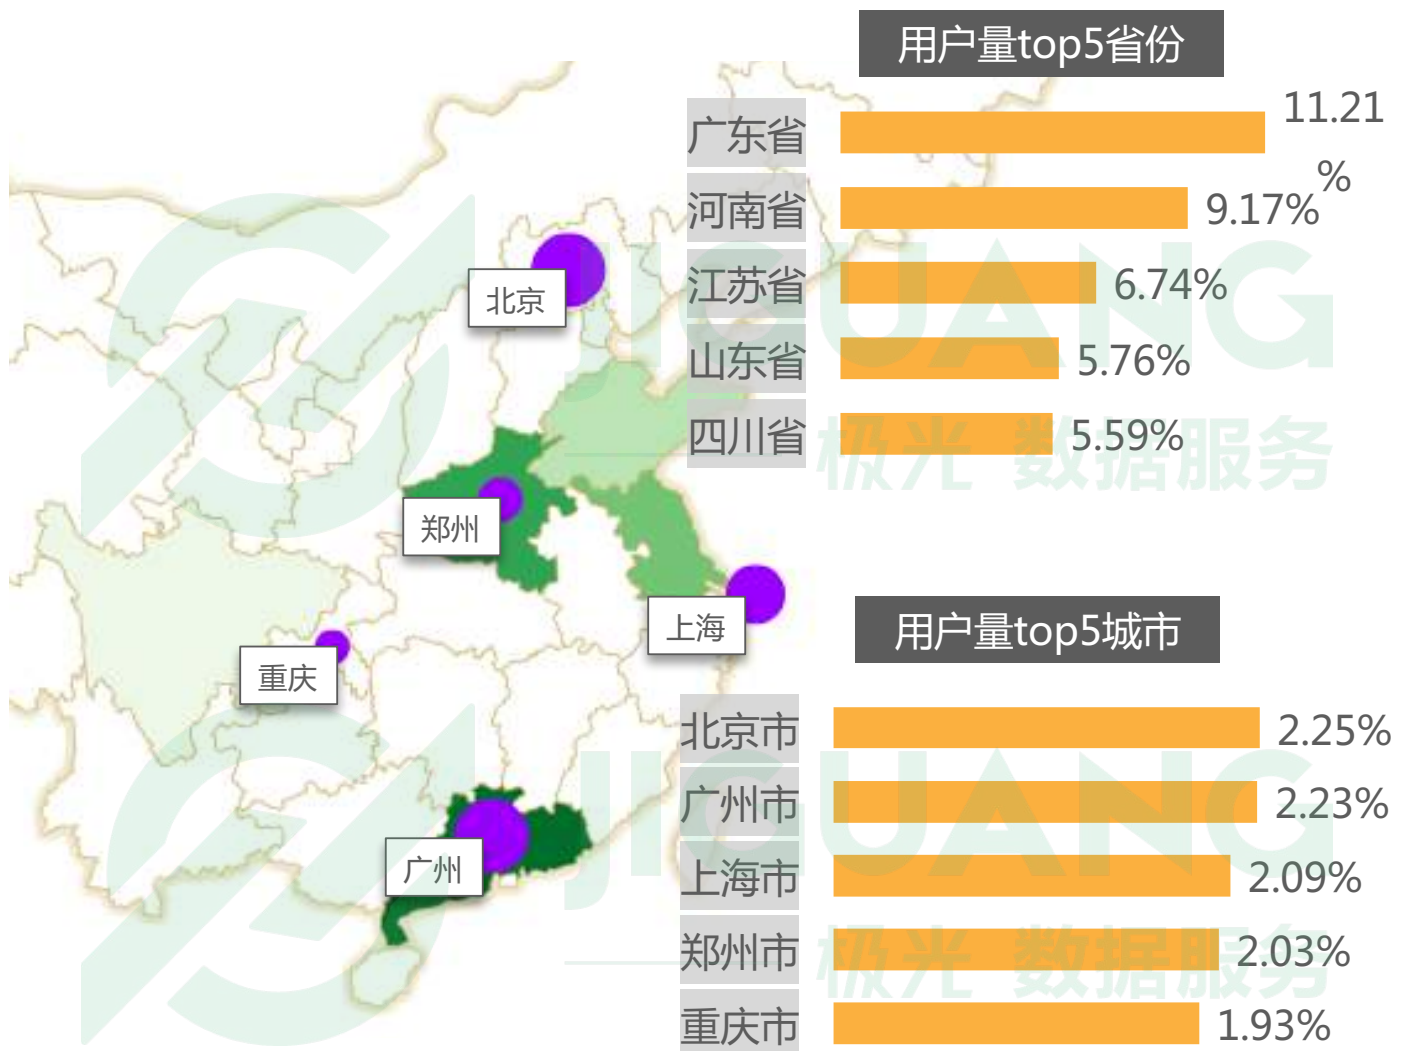 用户量top5省份
广东省
11.21
%
河南省
9.17%
江苏省
6.74%
山东省
5.76%
四川省
5.59%
北京
郑州
上海
重庆
广州
用户量top5城市
北京市
2.25%
广州市
2.23%
上海市
2.09%
郑州市
2.03%
重庆市
1.93%
JIGUANG
极光 数据服务
JIGUANG
极光 数据服务